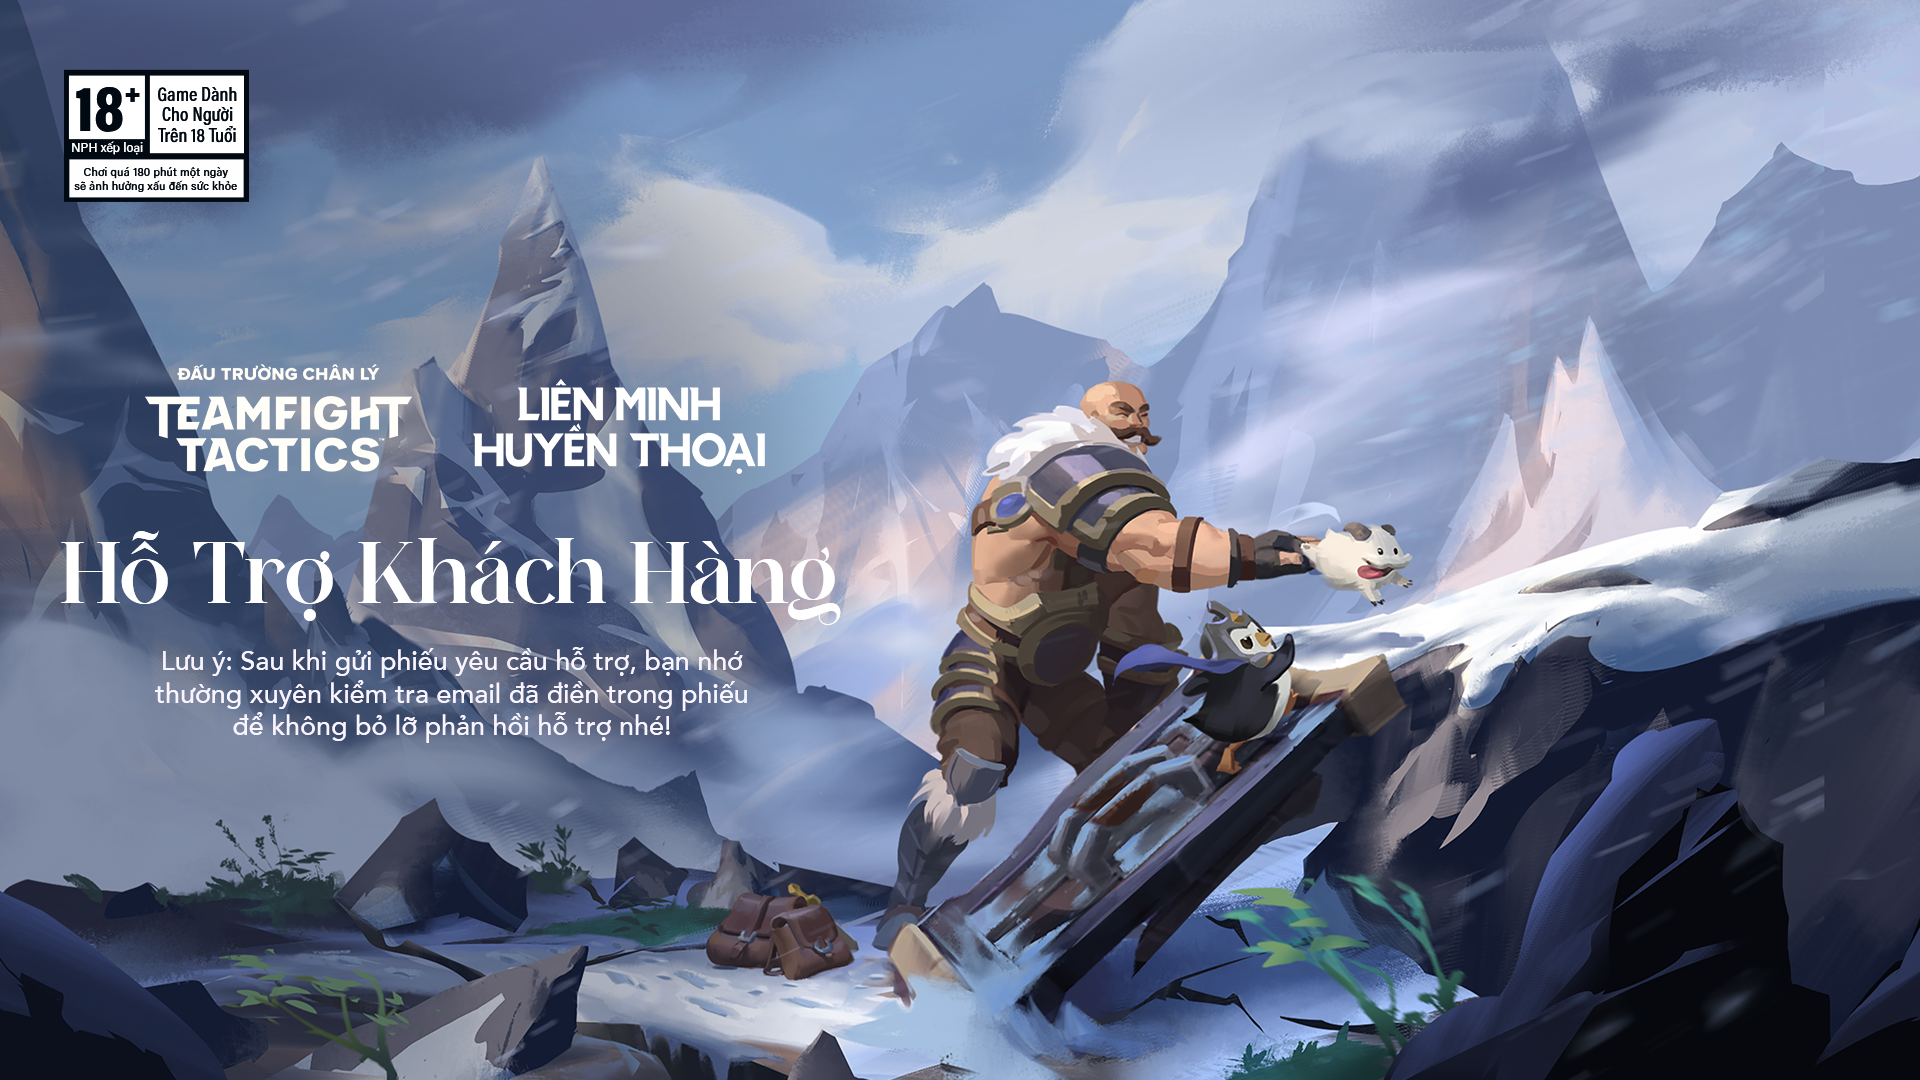 18+
NPH xếp loại
Game Dành
Cho Người
Trên 18 Tuổi
Chơi quá 180 phút một ngày
sẽ ảnh hưởng xấu đến sức khỏe
ĐẤU TRƯỜNG CHÂN LÝ
TEAMFIGHT
TACTICS
LIÊN MINH
HUYỀN THOẠI
Hỗ Trợ Khách Hàng
Lưu ý: Sau khi gửi phiếu yêu cầu hỗ trợ, bạn nhớ
thường xuyên kiểm tra email đã điền trong phiếu
để không bỏ lỡ phản hồi hỗ trợ nhé!